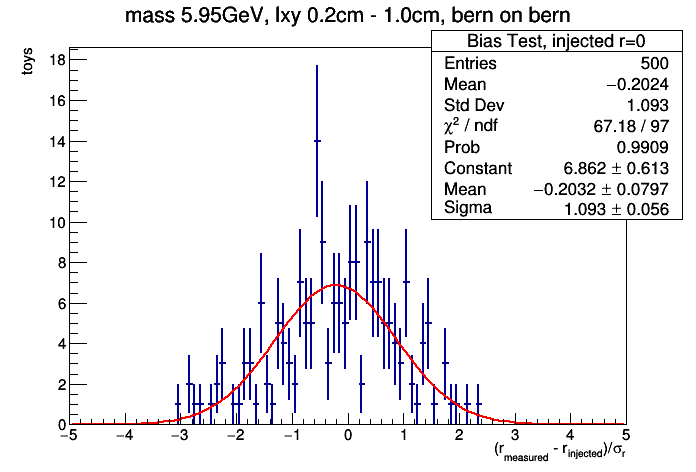 mass 5.95GeV, lxy 0.2cm - 1.0cm, bern on bern
Bias Test, injected r=0
Entries 500
Mean −0.2024
Std Dev 1.093
χ² / ndf 67.18 / 97
Prob 0.9909
Constant 6.862 ± 0.613
Mean −0.2032 ± 0.0797
Sigma 1.093 ± 0.056
toys
18
16
14
12
10
8
6
4
2
0
−5 −4 −3 −2 −1 0 1 2 3 4 5
(r measured - r injected)/σr